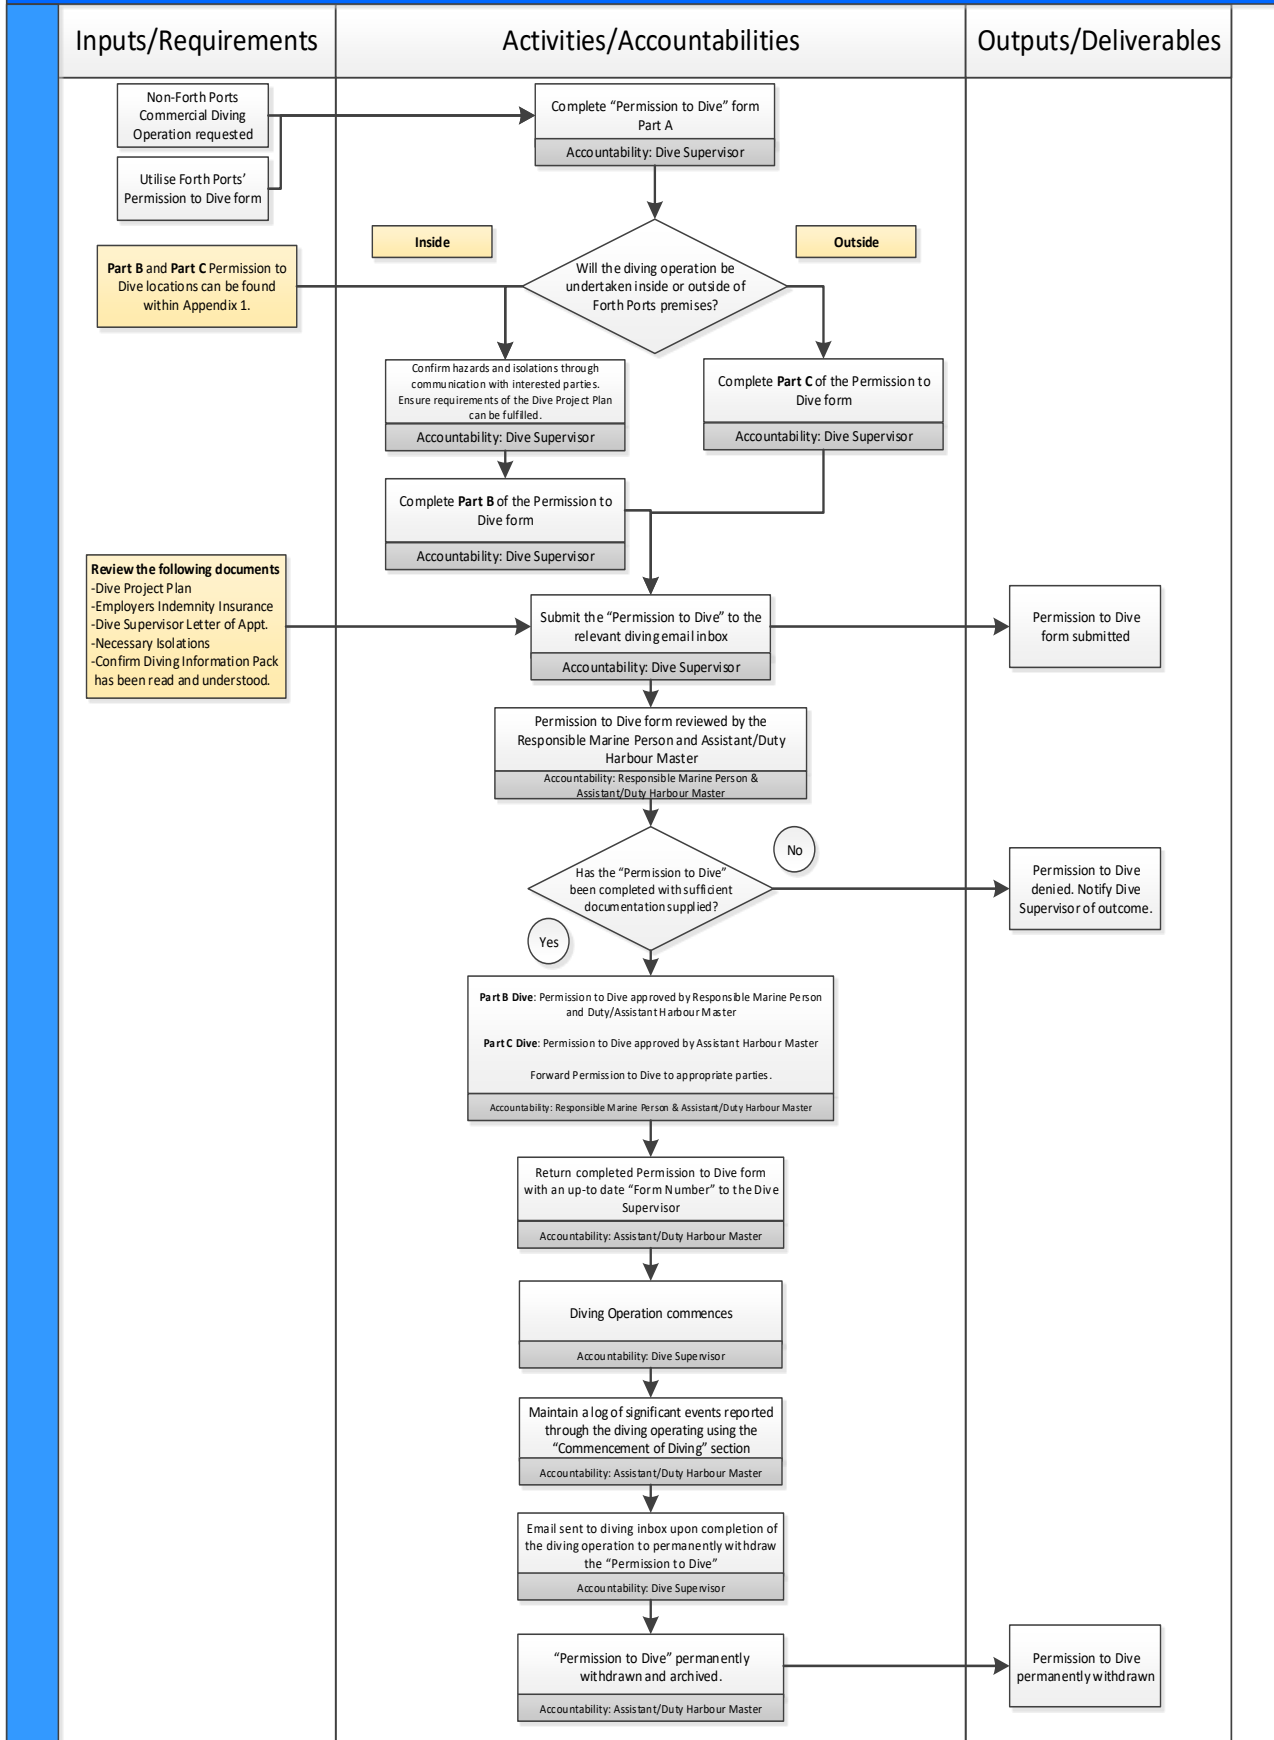 Inputs/Requirements
Activities/Accountabilities
Outputs/Deliverables
Non-Forth Ports
Commercial Diving
Operation requested
Utilise Forth Ports'
Permission to Dive form
Complete “Permission to Dive” form
Part A
Accountability: Dive Supervisor
Inside
Outside
Part B and Part C Permission to
Dive locations can be found
within Appendix 1.
Will the diving operation be
undertaken inside or outside of
Forth Ports premises?
Confirm hazards and isolations through
communication with interested parties.
Ensure requirements of the Dive Project Plan
can be fulfilled.
Accountability: Dive Supervisor
Complete Part C of the Permission to
Dive form
Accountability: Dive Supervisor
Complete Part B of the Permission to
Dive form
Accountability: Dive Supervisor
Review the following documents
-Dive Project Plan
-Employers Indemnity Insurance
-Dive Supervisor Letter of Appt.
-Necessary Isolations
-Confirm Diving Information Pack
has been read and understood.
Submit the “Permission to Dive” to the
relevant diving email inbox
Accountability: Dive Supervisor
Permission to Dive
form submitted
Permission to Dive form reviewed by the
Responsible Marine Person and Assistant/Duty
Harbour Master
Accountability: Responsible Marine Person &
Assistant/Duty Harbour Master
No
Has the “Permission to Dive”
been completed with sufficient
documentation supplied?
Permission to Dive
denied. Notify Dive
Supervisor of outcome.
Yes
Part B Dive: Permission to Dive approved by Responsible Marine Person
and Duty/Assistant Harbour Master
Part C Dive: Permission to Dive approved by Assistant Harbour Master
Forward Permission to Dive to appropriate parties.
Accountability: Responsible Marine Person & Assistant/Duty Harbour Master
Return completed Permission to Dive form
with an up-to date “Form Number” to the Dive
Supervisor
Accountability: Assistant/Duty Harbour Master
Diving Operation commences
Accountability: Dive Supervisor
Maintain a log of significant events reported
through the diving operating using the
“Commencement of Diving” section
Accountability: Assistant/Duty Harbour Master
Email sent to diving inbox upon completion of
the diving operation to permanently withdraw
the “Permission to Dive”
Accountability: Dive Supervisor
“Permission to Dive” permanently
withdrawn and archived.
Accountability: Assistant/Duty Harbour Master
Permission to Dive
permanently withdrawn